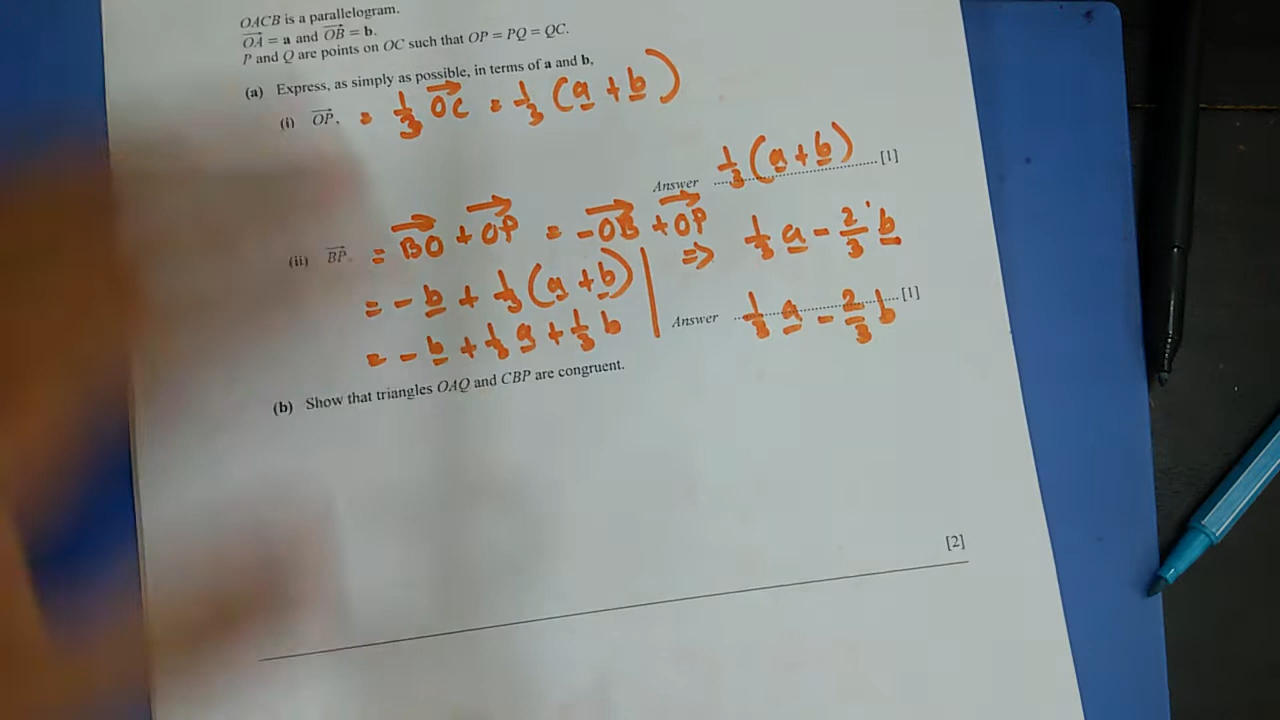 OACB is a parallelogram.
→OA = a and →OB = b.
P and Q are points on OC such that OP = PQ = QC.
(a) Express, as simply as possible, in terms of a and b,
(i) →OP, = 1/3 →OC = 1/3 (a + b)
Answer 1/3 (a + b) [1]
(ii) →BP. = →BO + →OP = -→OB + →OP
= - b + 1/3 (a + b)
= - b + 1/3 a + 1/3 b
⇒ 1/3 a - 2/3 b
Answer 1/3 a - 2/3 b [1]
(b) Show that triangles OAQ and CBP are congruent.
[2]